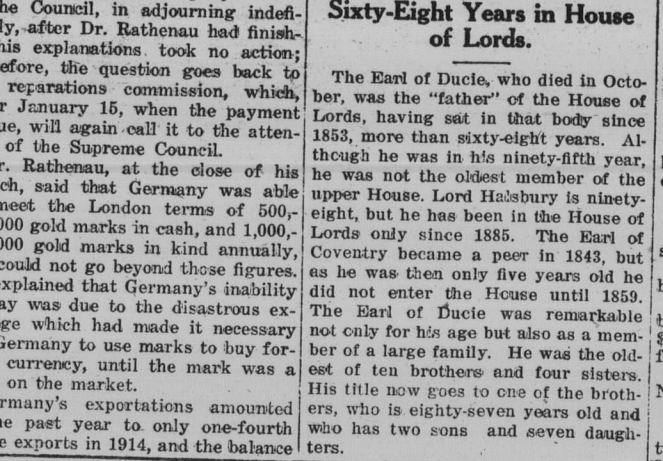 he Council, in adjourning indefi-
ly, after Dr. Rathenau had finish-
his explanations took no action;
efore, the question goes back to
reparations commission, which,
r January 15, when the payment
ue, will again call it to the atten-
of the Supreme Council.
r. Rathenau, at the close of his
ch, said that Germany was able
meet the London terms of 500,-
000 gold marks in cash, and 1,000,-
000 gold marks in kind annually,
could not go beyond those figures.
explained that Germany's inability
ay was due to the disastrous ex-
ge which had made it necessary
Germany to use marks to buy for-
currency, until the mark was a
on the market.
rmany's exportations amounted
he past year to only one-fourth
e exports in 1914, and the balance
Sixty-Eight Years in House
of Lords.
The Earl of Ducie, who died in Octo-
ber, was the "father" of the House of
Lords, having sat in that body since
1853, more than sixty-eight years. Al-
though he was in his ninety-fifth year,
he was not the oldest member of the
upper House. Lord Halsbury is ninety-
eight, but he has been in the House of
Lords only since 1885. The Earl of
Coventry became a peer in 1843, but
as he was then only five years old he
did not enter the House until 1859.
The Earl of Ducie was remarkable
not only for his age but also as a mem-
ber of a large family. He was the old-
est of ten brothers and four sisters.
His title now goes to one of the broth-
ers, who is eighty-seven years old and
who has two sons and seven daugh-
ters.